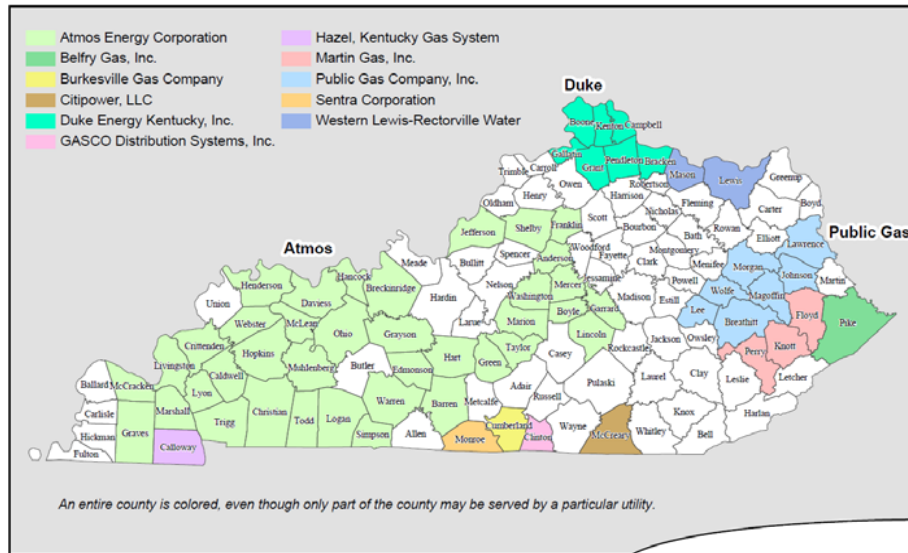 Atmos Energy Corporation
Belfry Gas, Inc.
Burkesville Gas Company
Citipower, LLC
Duke Energy Kentucky, Inc.
GASCO Distribution Systems, Inc.
Hazel, Kentucky Gas System
Martin Gas, Inc.
Public Gas Company, Inc.
Sentra Corporation
Western Lewis-Rectorville Water
Duke
Boone
Kenton
Campbell
Gallatin
Grant
Pendleton
Bracken
Mason
Lewis
Greenup
Trimble
Carroll
Owen
Robertson
Henry
Harrison
Fleming
Carter
Boyd
Oldham
Nicholas
Rowan
Scott
Bourbon
Bath
Elliott
Lawrence
Public Gas
Jefferson
Shelby
Franklin
Woodford
Fayette
Montgomery
Menifee
Morgan
Atmos
Meade
Bullitt
Spencer
Anderson
Jessamine
Clark
Powell
Johnson
Martin
Hancock
Breckinridge
Hardin
Nelson
Washington
Mercer
Madison
Estill
Wolfe
Magoffin
Union
Henderson
Daviess
Larue
Marion
Boyle
Garrard
Lee
Breathitt
Floyd
Pike
Webster
McLean
Ohio
Grayson
Taylor
Lincoln
Rockcastle
Jackson
Owsley
Perry
Knott
Crittenden
Livingston
Hopkins
Muhlenberg
Butler
Edmonson
Hart
Green
Casey
Leslie
Letcher
Caldwell
Lyon
Adair
Russell
Pulaski
Laurel
Clay
Ballard
McCracken
Warren
Barren
Metcalfe
Knox
Harlan
Carlisle
Marshall
Trigg
Christian
Todd
Logan
Simpson
Allen
Monroe
Cumberland
Clinton
Wayne
McCreary
Whitley
Bell
Hickman
Graves
Calloway
Fulton
An entire county is colored, even though only part of the county may be served by a particular utility.